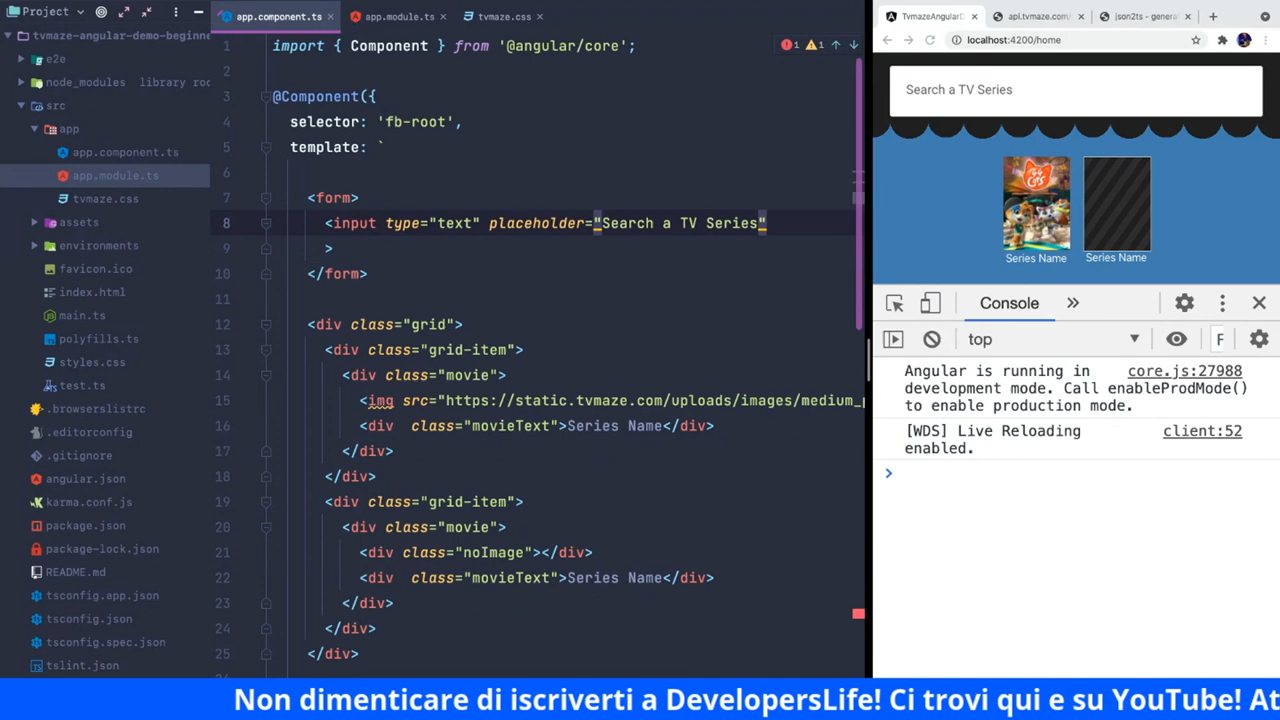 Project
app.component.ts
app.module.ts
tvmaze.css
tvmaze-angular-demo-beginne
e2e
node_modules library roo
src
app
app.component.ts
app.module.ts
tvmaze.css
assets
environments
favicon.ico
index.html
main.ts
polyfills.ts
styles.css
test.ts
.browserslistrc
.editorconfig
.gitignore
angular.json
karma.conf.js
package.json
package-lock.json
README.md
tsconfig.app.json
tsconfig.json
tsconfig.spec.json
tslint.json
1 import { Component } from '@angular/core';
2
3 @Component({
4 selector: 'fb-root',
5 template: `
6
7 <form>
8 <input type="text" placeholder="Search a TV Series"
9 >
10 </form>
11
12 <div class="grid">
13 <div class="grid-item">
14 <div class="movie">
15 <img src="https://static.tvmaze.com/uploads/images/medium_p
16 <div class="movieText">Series Name</div>
17 </div>
18 </div>
19 <div class="grid-item">
20 <div class="movie">
21 <div class="noImage"></div>
22 <div class="movieText">Series Name</div>
23 </div>
24 </div>
25 </div>
1 1
TvmazeAngularD
api.tvmaze.com/s
json2ts - genera
localhost:4200/home
Search a TV Series
44 CATS
Series Name
Series Name
Console
top
F
Angular is running in core.js:27988
development mode. Call enableProdMode()
to enable production mode.
[WDS] Live Reloading client:52
enabled.
Non dimenticare di iscriverti a DevelopersLife! Ci trovi qui e su YouTube! At